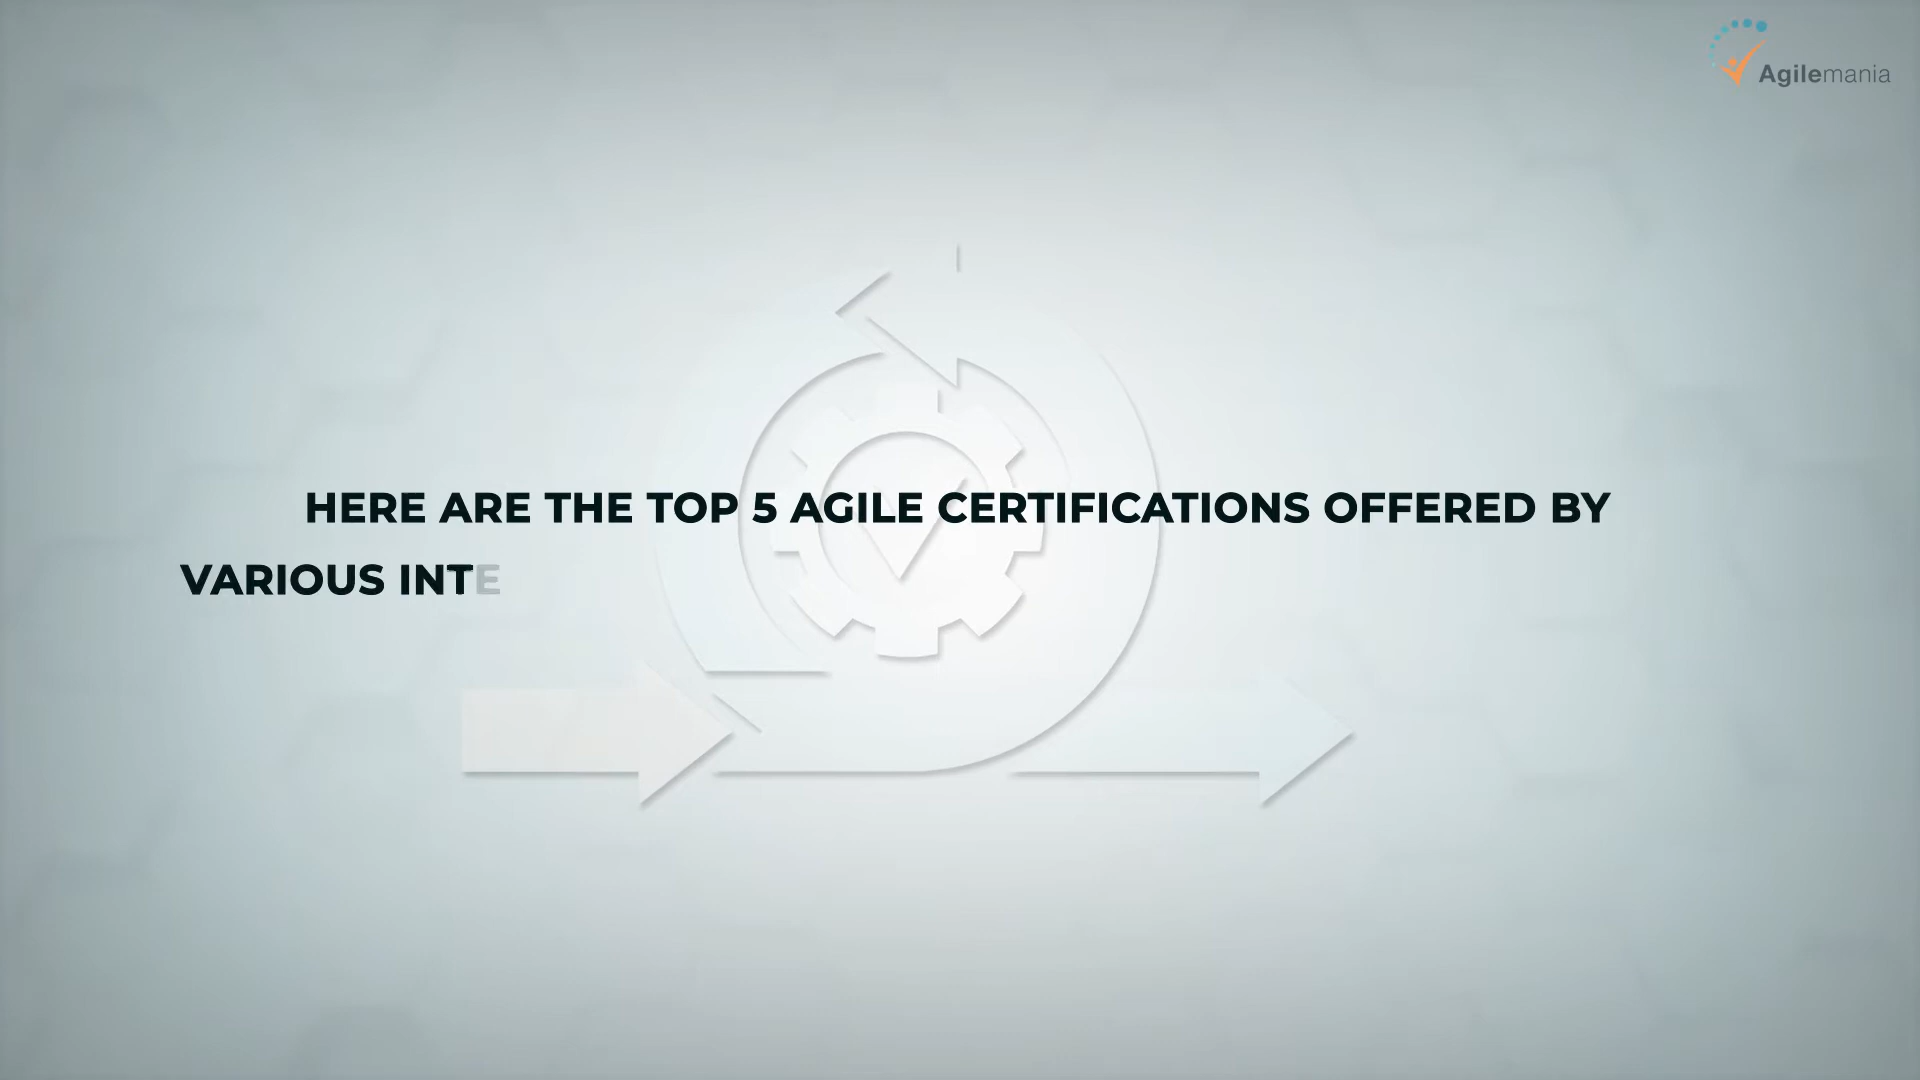 Agilemania
HERE ARE THE TOP 5 AGILE CERTIFICATIONS OFFERED BY
VARIOUS INTE